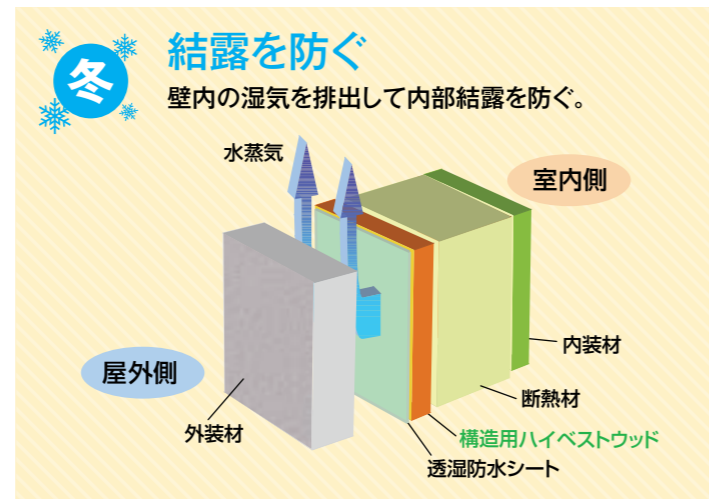 冬
結露を防ぐ
壁内の湿気を排出して内部結露を防ぐ。
水蒸気
室内側
内装材
屋外側
断熱材
外装材
構造用ハイベストウッド
透湿防水シート